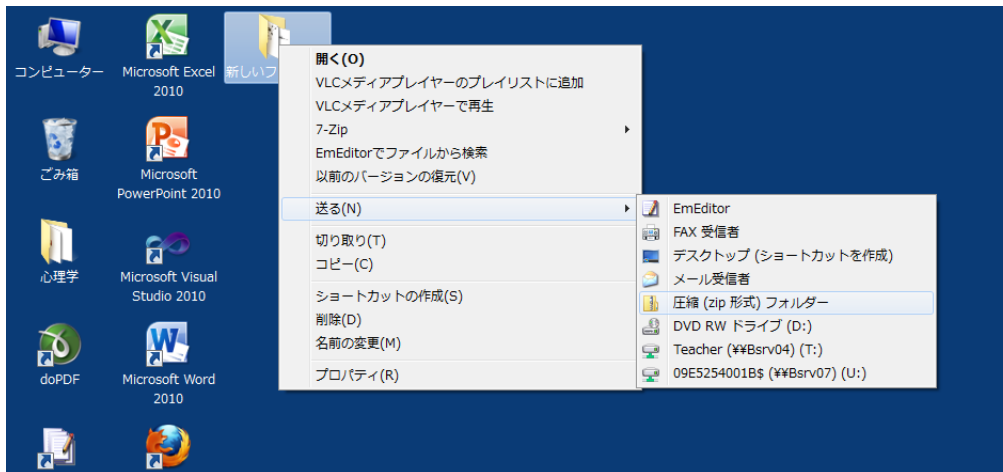 コンピューター
Microsoft Excel
2010
新しいフ
ごみ箱
Microsoft
PowerPoint 2010
心理学
Microsoft Visual
Studio 2010
doPDF
Microsoft Word
2010
開く(O)
VLCメディアプレイヤーのプレイリストに追加
VLCメディアプレイヤーで再生
7-Zip
EmEditorでファイルから検索
以前のバージョンの復元(V)
送る(N)
切り取り(T)
コピー(C)
ショートカットの作成(S)
削除(D)
名前の変更(M)
プロパティ(R)
EmEditor
FAX 受信者
デスクトップ (ショートカットを作成)
メール受信者
圧縮 (zip 形式) フォルダー
DVD RW ドライブ (D:)
Teacher (¥¥Bsrv04) (T:)
09E5254001B$ (¥¥Bsrv07) (U:)